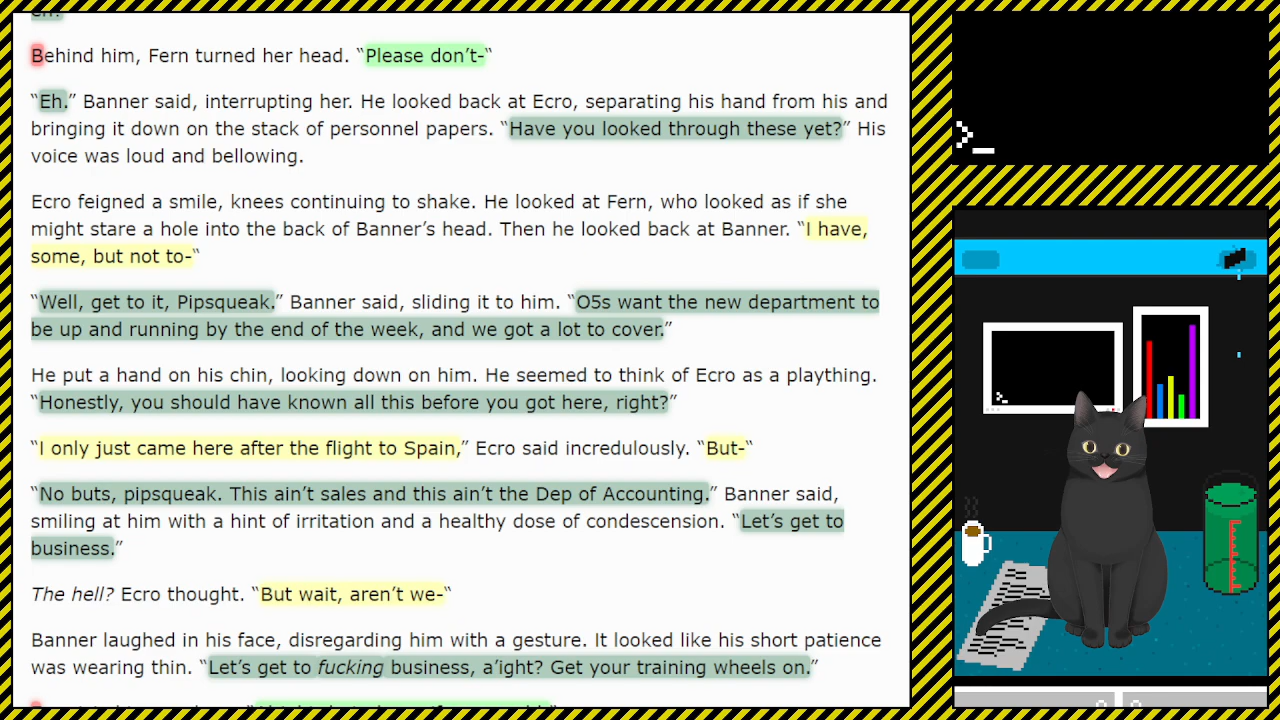 eh?
Behind him, Fern turned her head. “Please don’t-“
“Eh.” Banner said, interrupting her. He looked back at Ecro, separating his hand from his and
bringing it down on the stack of personnel papers. “Have you looked through these yet?” His
voice was loud and bellowing.
Ecro feigned a smile, knees continuing to shake. He looked at Fern, who looked as if she
might stare a hole into the back of Banner’s head. Then he looked back at Banner. “I have,
some, but not to-“
“Well, get to it, Pipsqueak.” Banner said, sliding it to him. “O5s want the new department to
be up and running by the end of the week, and we got a lot to cover.”
He put a hand on his chin, looking down on him. He seemed to think of Ecro as a plaything.
“Honestly, you should have known all this before you got here, right?”
“I only just came here after the flight to Spain,” Ecro said incredulously. “But-“
“No buts, pipsqueak. This ain’t sales and this ain’t the Dep of Accounting.” Banner said,
smiling at him with a hint of irritation and a healthy dose of condescension. “Let’s get to
business.”
The hell? Ecro thought. “But wait, aren’t we-“
Banner laughed in his face, disregarding him with a gesture. It looked like his short patience
was wearing thin. “Let’s get to fucking business, a’ight? Get your training wheels on.”
>_
>_